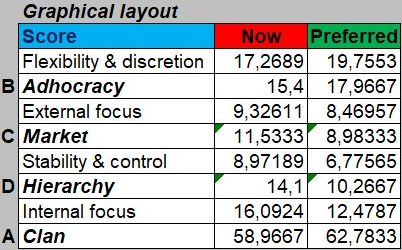 Graphical layout
Score Now Preferred
Flexibility & discretion 17,2689 19,7553
B Adhocracy 15,4 17,9667
External focus 9,32611 8,46957
C Market 11,5333 8,98333
Stability & control 8,97189 6,77565
D Hierarchy 14,1 10,2667
Internal focus 16,0924 12,4787
A Clan 58,9667 62,7833